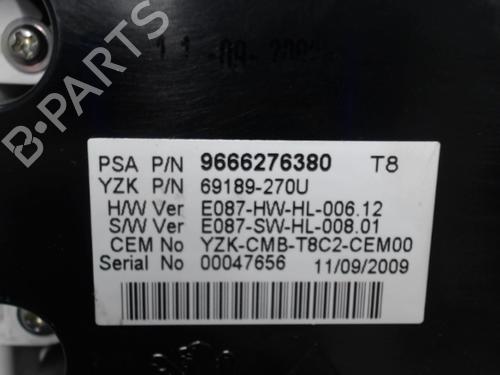 PSA P/N 9666276380 T8
YZK P/N 69189-270U
H/W Ver E087-HW-HL-006.12
S/W Ver E087-SW-HL-008.01
CEM No YZK-CMB-T8C2-CEM00
Serial No 00047656 11/09/2009